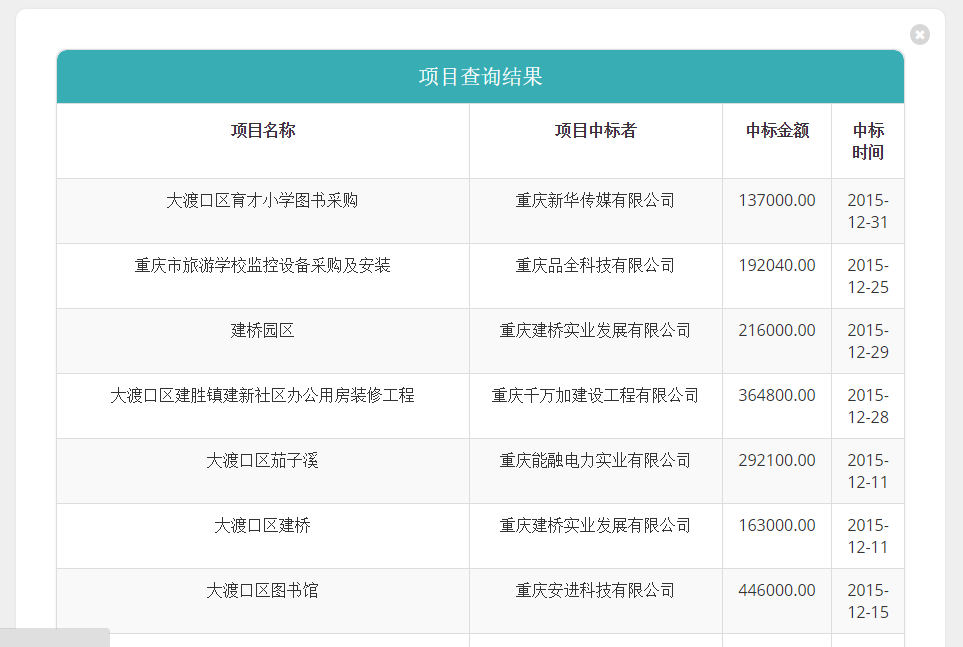 项目查询结果
项目名称 项目中标者 中标金额 中标
时间
大渡口区育才小学图书采购 重庆新华传媒有限公司 137000.00 2015-
12-31
重庆市旅游学校监控设备采购及安装 重庆品全科技有限公司 192040.00 2015-
12-25
建桥园区 重庆建桥实业发展有限公司 216000.00 2015-
12-29
大渡口区建胜镇建新社区办公用房装修工程 重庆千万加建设工程有限公司 364800.00 2015-
12-28
大渡口区茄子溪 重庆能融电力实业有限公司 292100.00 2015-
12-11
大渡口区建桥 重庆建桥实业发展有限公司 163000.00 2015-
12-11
大渡口区图书馆 重庆安进科技有限公司 446000.00 2015-
12-15